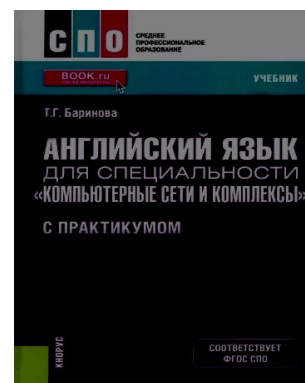 СПО
СРЕДНЕЕ
ПРОФЕССИОНАЛЬНОЕ
ОБРАЗОВАНИЕ
BOOK.ru
УЧЕБНИК
Т.Г. Баринова
АНГЛИЙСКИЙ ЯЗЫК
ДЛЯ СПЕЦИАЛЬНОСТИ
«КОМПЬЮТЕРНЫЕ СЕТИ И КОМПЛЕКСЫ»
С ПРАКТИКУМОМ
СООТВЕТСТВУЕТ
ФГОС СПО
КНОРУС